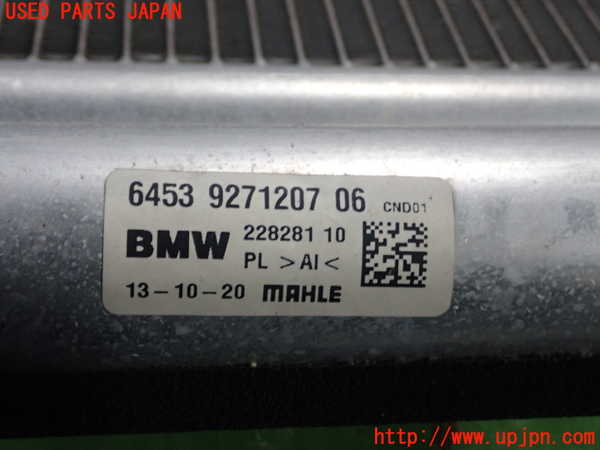 USED PARTS JAPAN
6453 9271207 06 CND01
BMW 228281 10
PL >Al<
13-10-20 MAHLE
http://www.upjpn.com/